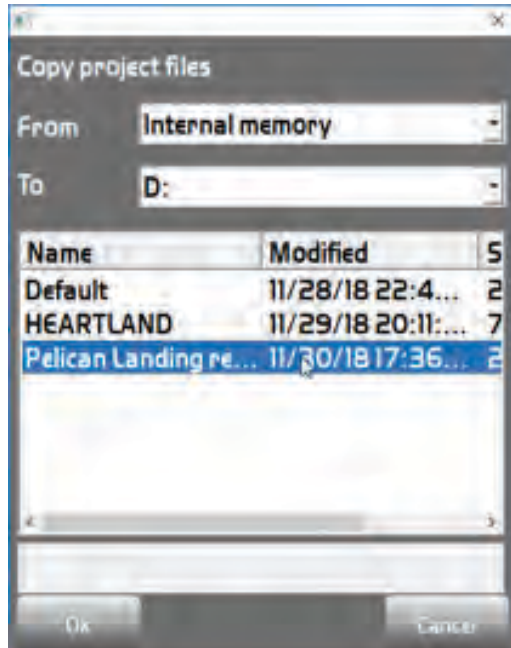 Copy project files
From Internal memory
To D:
Name Modified S
Default 11/28/18 22:4... 2
HEARTLAND 11/29/18 20:11:... 7
Pelican Landing re... 11/30/18 17:36... 2
Ok Cancel